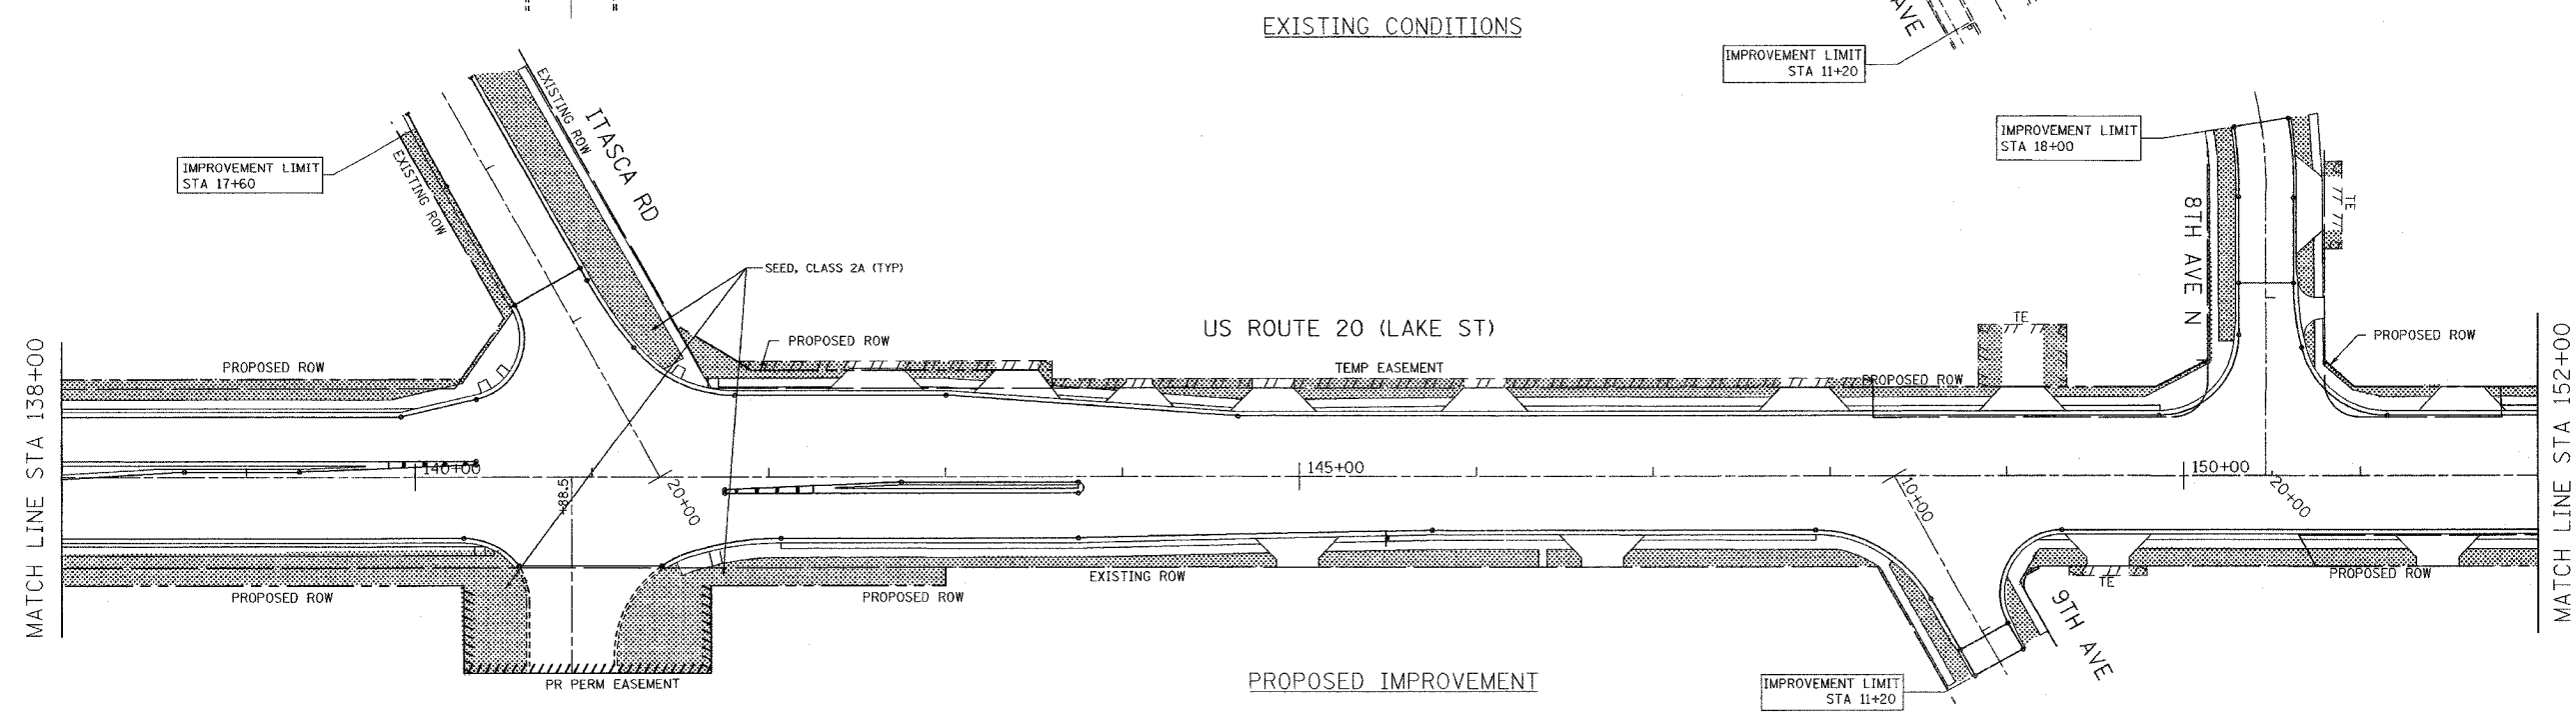 EXISTING CONDITIONS
AVE
IMPROVEMENT LIMIT
STA 11+20
EXISTING ROW
ITASCA RD
IMPROVEMENT LIMIT
STA 17+60
EXISTING ROW
IMPROVEMENT LIMIT
STA 18+00
TE
8TH AVE N
SEED, CLASS 2A (TYP)
US ROUTE 20 (LAKE ST)
TE
PROPOSED ROW
PROPOSED ROW
PROPOSED ROW
TEMP EASEMENT
PROPOSED ROW
MATCH LINE STA 138+00
MATCH LINE STA 152+00
140+00
145+00
150+00
+88.5
20+00
10+00
20+00
EXISTING ROW
PROPOSED ROW
PROPOSED ROW
TE
PROPOSED ROW
9TH AVE
PR PERM EASEMENT
PROPOSED IMPROVEMENT
IMPROVEMENT LIMIT
STA 11+20